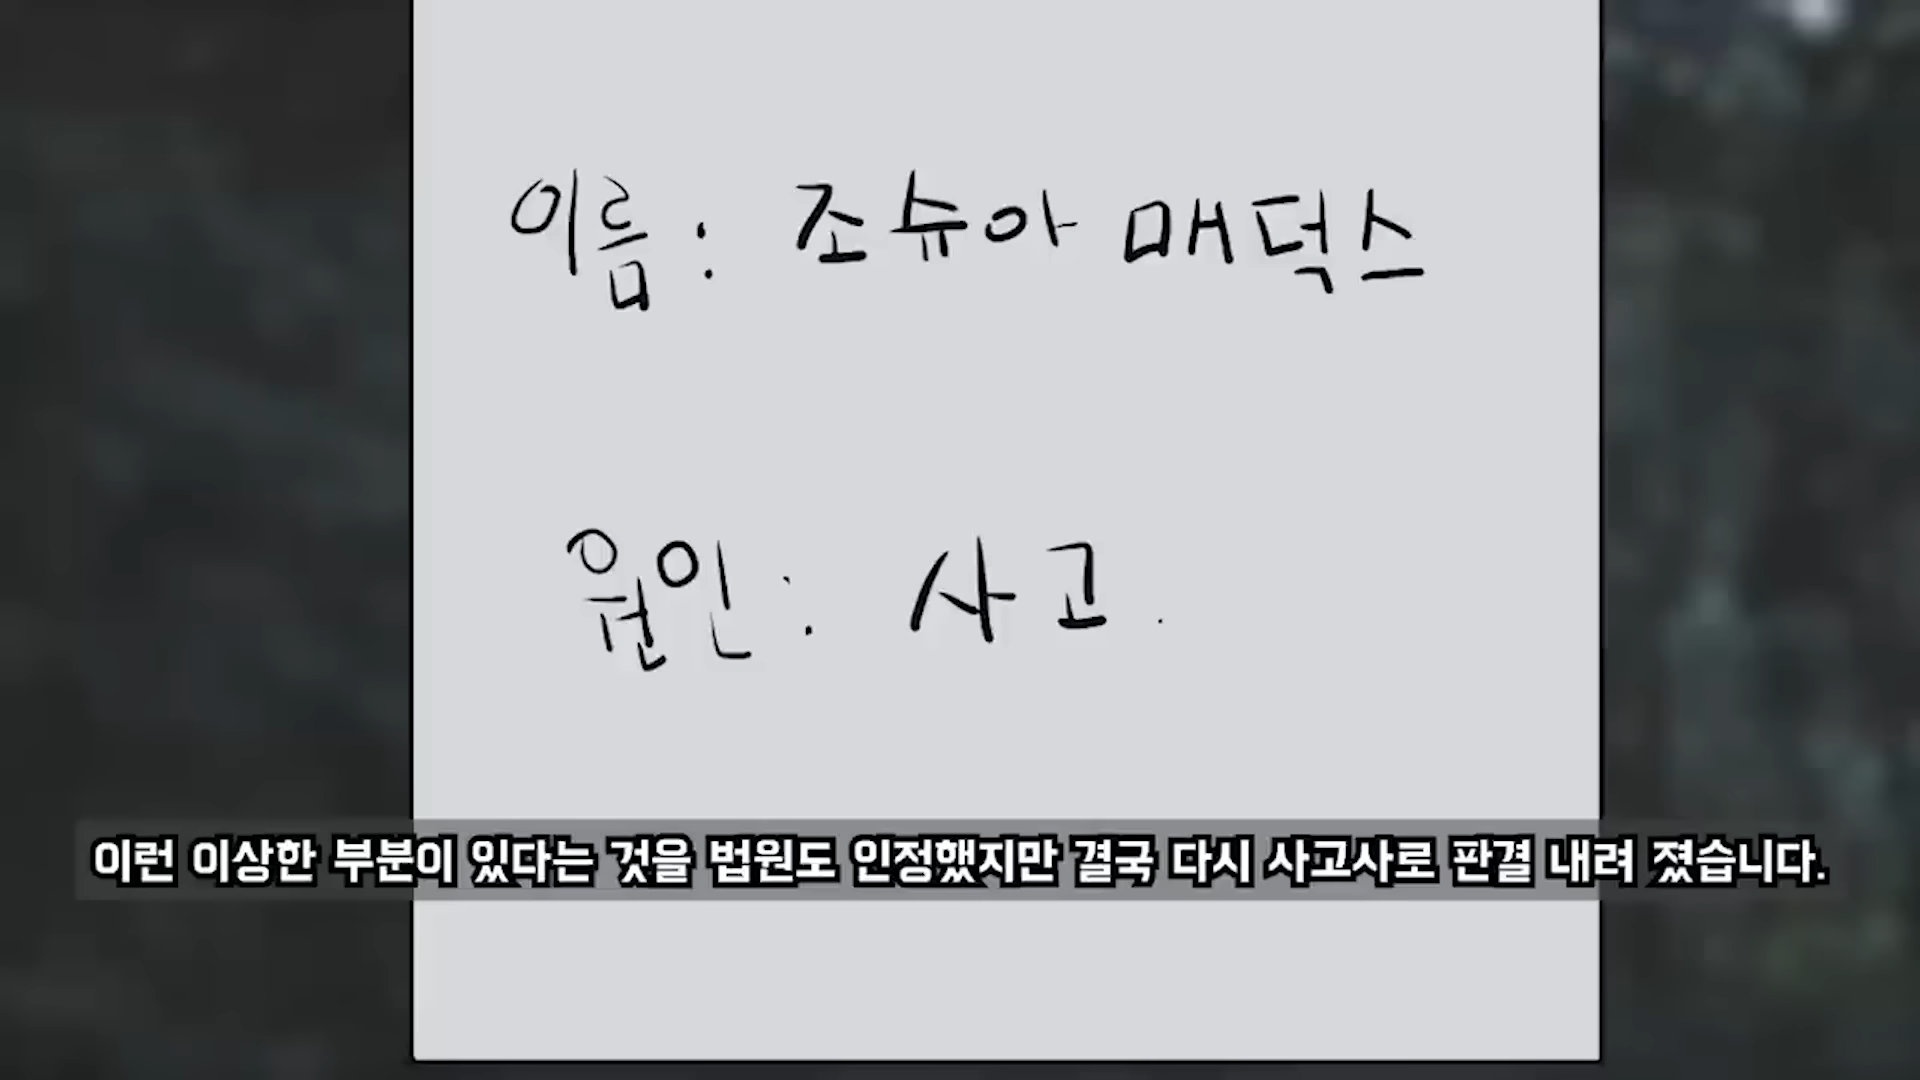 이름: 조슈아 매덕스
원인: 사고.
이런 이상한 부분이 있다는 것을 법원도 인정했지만 결국 다시 사고사로 판결 내려 졌습니다.